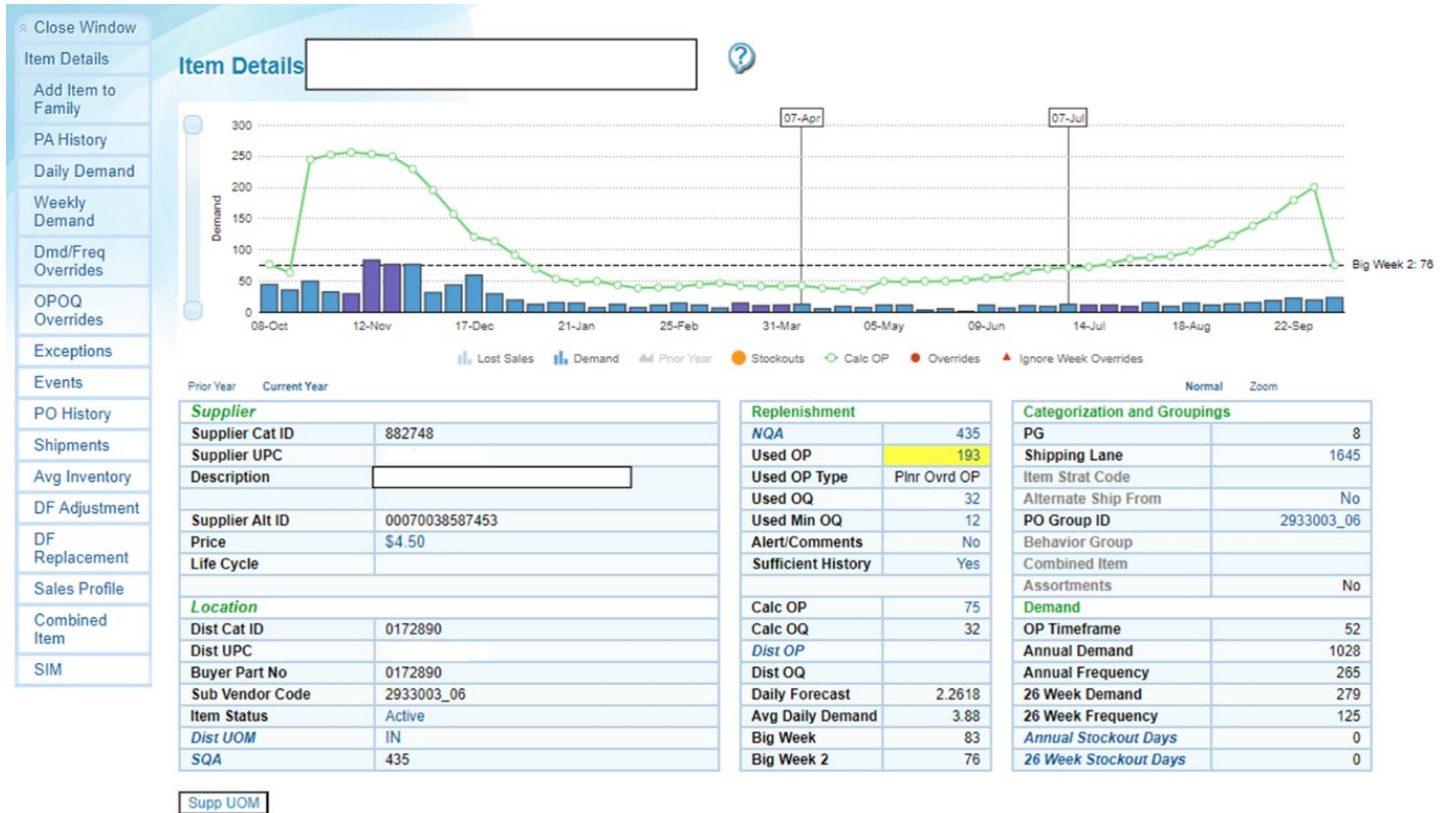 Close Window
Item Details
Add Item to
Family
PA History
Daily Demand
Weekly
Demand
Dmd/Freq
Overrides
OPOQ
Overrides
Exceptions
Events
PO History
Shipments
Avg Inventory
DF Adjustment
DF
Replacement
Sales Profile
Combined
Item
SIM
Item Details
?
07-Apr 07-Jul
300
250
200
150
100
50
0
Demand
Big Week 2: 76
08-Oct 12-Nov 17-Dec 21-Jan 25-Feb 31-Mar 05-May 09-Jun 14-Jul 18-Aug 22-Sep
Lost Sales Demand Prior Year Stockouts Calc OP Overrides Ignore Week Overrides
Prior Year Current Year Normal Zoom
Supplier
Supplier Cat ID 882748
Supplier UPC
Description
Supplier Alt ID 00070038587453
Price $4.50
Life Cycle
Location
Dist Cat ID 0172890
Dist UPC
Buyer Part No 0172890
Sub Vendor Code 2933003_06
Item Status Active
Dist UOM IN
SQA 435
Replenishment
NQA 435
Used OP 193
Used OP Type Plnr Ovrd OP
Used OQ 32
Used Min OQ 12
Alert/Comments No
Sufficient History Yes
Calc OP 75
Calc OQ 32
Dist OP
Dist OQ
Daily Forecast 2.2618
Avg Daily Demand 3.88
Big Week 83
Big Week 2 76
Categorization and Groupings
PG 8
Shipping Lane 1645
Item Strat Code
Alternate Ship From No
PO Group ID 2933003_06
Behavior Group
Combined Item
Assortments No
Demand
OP Timeframe 52
Annual Demand 1028
Annual Frequency 265
26 Week Demand 279
26 Week Frequency 125
Annual Stockout Days 0
26 Week Stockout Days 0
Supp UOM